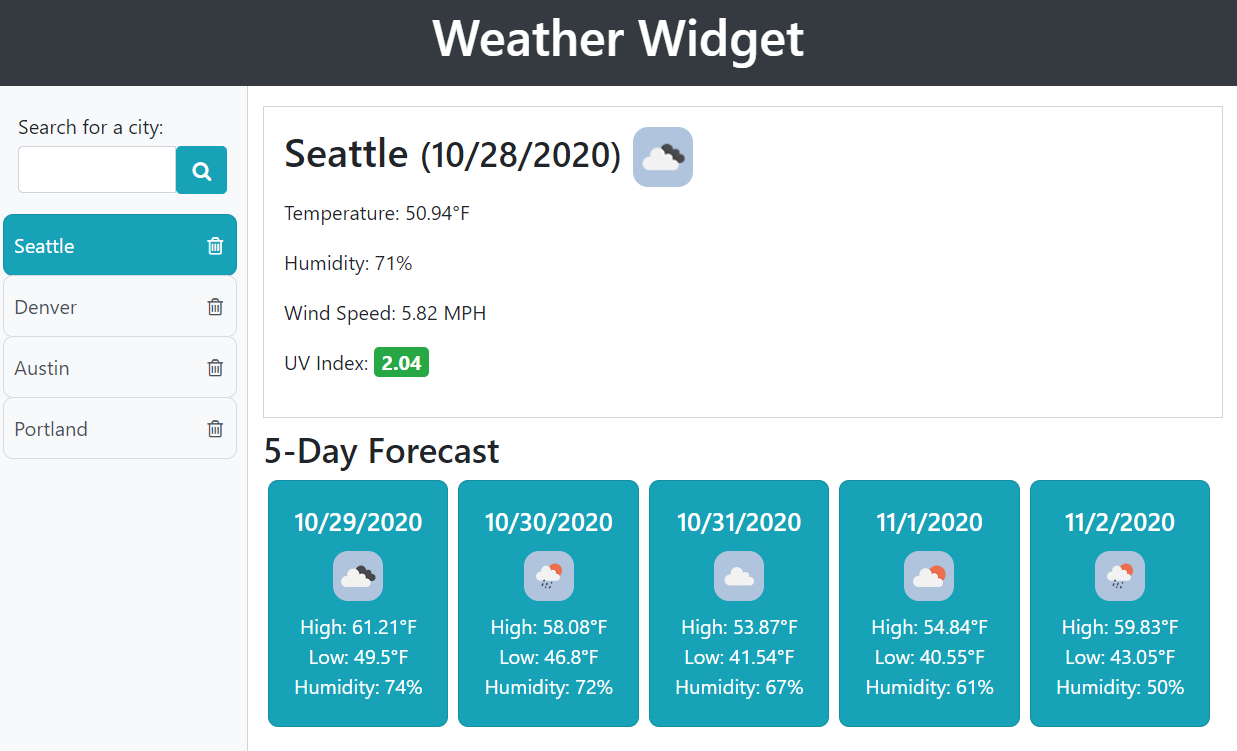 Weather Widget
Search for a city:
Seattle
Denver
Austin
Portland
Seattle (10/28/2020)
Temperature: 50.94°F
Humidity: 71%
Wind Speed: 5.82 MPH
UV Index: 2.04
5-Day Forecast
10/29/2020
High: 61.21°F
Low: 49.5°F
Humidity: 74%
10/30/2020
High: 58.08°F
Low: 46.8°F
Humidity: 72%
10/31/2020
High: 53.87°F
Low: 41.54°F
Humidity: 67%
11/1/2020
High: 54.84°F
Low: 40.55°F
Humidity: 61%
11/2/2020
High: 59.83°F
Low: 43.05°F
Humidity: 50%